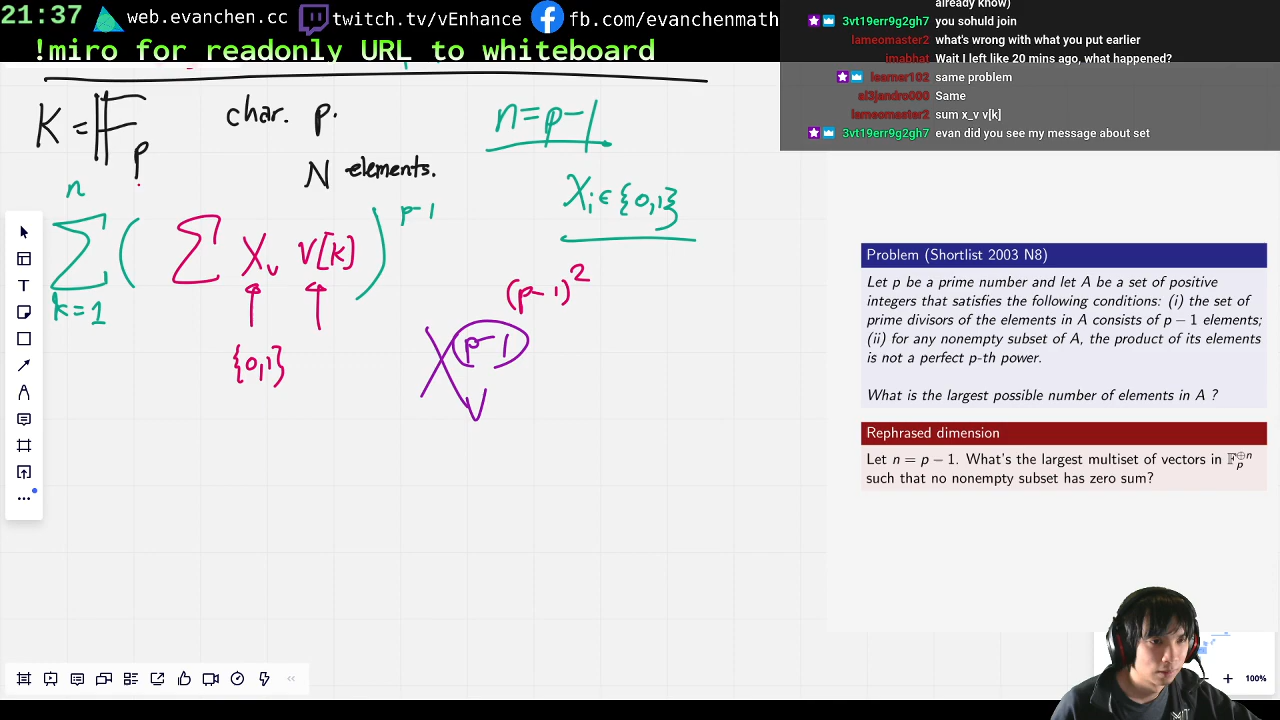 21:37 web.evanchen.cc twitch.tv/vEnhance fb.com/evanchenmath
!miro for readonly URL to whiteboard
already know)
3vt19err9g2gh7 you sohuld join
lameomaster2 what's wrong with what you put earlier
imabhat Wait I left like 20 mins ago, what happened?
learner102 same problem
al3jandro000 Same
lameomaster2 sum x_v v[k]
3vt19err9g2gh7 evan did you see my message about set
K = 𝔽_p char. p. n=p-1
N elements.
X_i ∈ {0,1}
n
∑ ( ∑ X_v v[k] )^{p-1}
k=1
{0,1}
(p-1)^2
X_v^{p-1}
Problem (Shortlist 2003 N8)
Let p be a prime number and let A be a set of positive
integers that satisfies the following conditions: (i) the set of
prime divisors of the elements in A consists of p − 1 elements;
(ii) for any nonempty subset of A, the product of its elements
is not a perfect p-th power.
What is the largest possible number of elements in A ?
Rephrased dimension
Let n = p − 1. What's the largest multiset of vectors in 𝔽_p^{⊕n}
such that no nonempty subset has zero sum?
100%